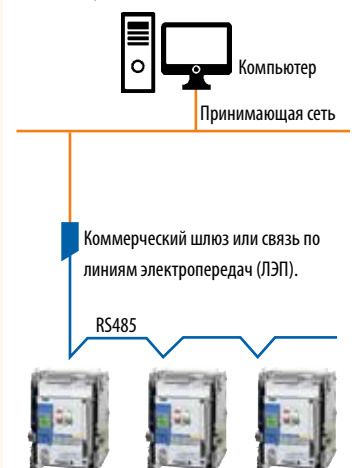 Компьютер
Принимающая сеть
Коммерческий шлюз или связь по
линиям электропередач (ЛЭП).
RS485